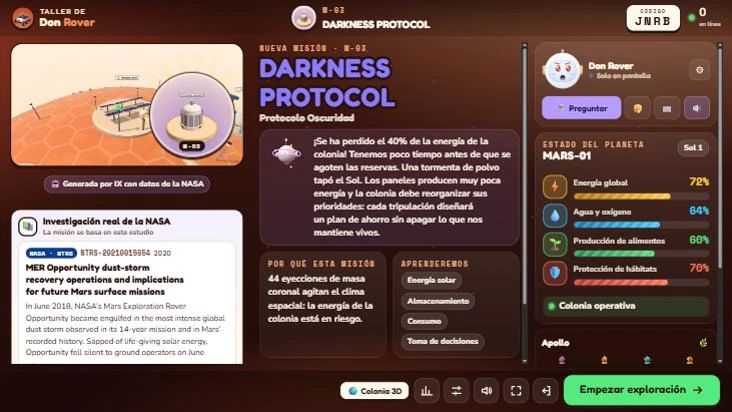 TALLER DE
Don Rover
M-03
DARKNESS PROTOCOL
CÓDIGO
JNRB
0
en línea
M-03
Generada por IX con datos de la NASA
Investigación real de la NASA
La misión se basa en este estudio
NASA · NTRS NTRS-20210015954 2020
MER Opportunity dust-storm
recovery operations and implications
for future Mars surface missions
In June 2018, NASA's Mars Exploration Rover
Opportunity became engulfed in the most intense global
dust storm observed in its 14-year mission and in Mars'
recorded history. Sapped of life-giving solar energy,
Opportunity fell silent to ground operators on June
NUEVA MISIÓN · M-03
DARKNESS
PROTOCOL
Protocolo Oscuridad
¡Se ha perdido el 40% de la energía de la
colonia! Tenemos poco tiempo antes de que se
agoten las reservas. Una tormenta de polvo
tapó el Sol. Los paneles producen muy poca
energía y la colonia debe reorganizar sus
prioridades: cada tripulación diseñará
un plan de ahorro sin apagar lo que nos
mantiene vivos.
POR QUÉ ESTA MISIÓN
44 eyecciones de masa
coronal agitan el clima
espacial: la energía de la
colonia está en riesgo.
APRENDEREMOS
Energía solar
Almacenamiento
Consumo
Toma de decisiones
Don Rover
Solo en pantalla
Preguntar
ESTADO DEL PLANETA
MARS-01
Sol 1
Energía global 72%
Agua y oxígeno 64%
Producción de alimentos 60%
Protección de hábitats 70%
Colonia operativa
Apollo
Colonia 3D
Empezar exploración →